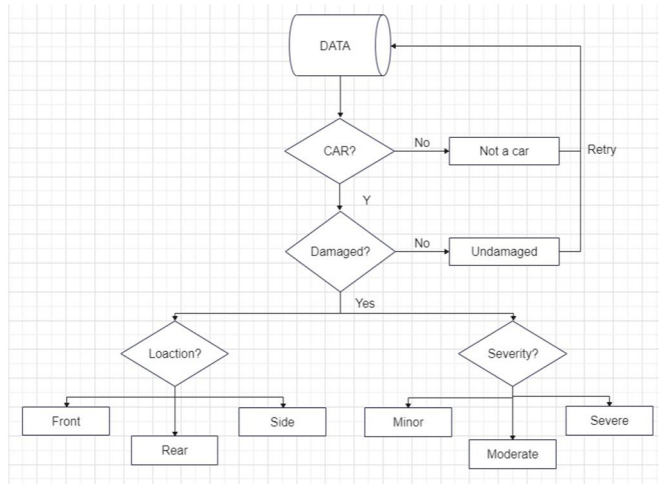 DATA
CAR?
No
Not a car
Retry
Y
Damaged?
No
Undamaged
Yes
Loaction?
Severity?
Front
Side
Rear
Minor
Severe
Moderate